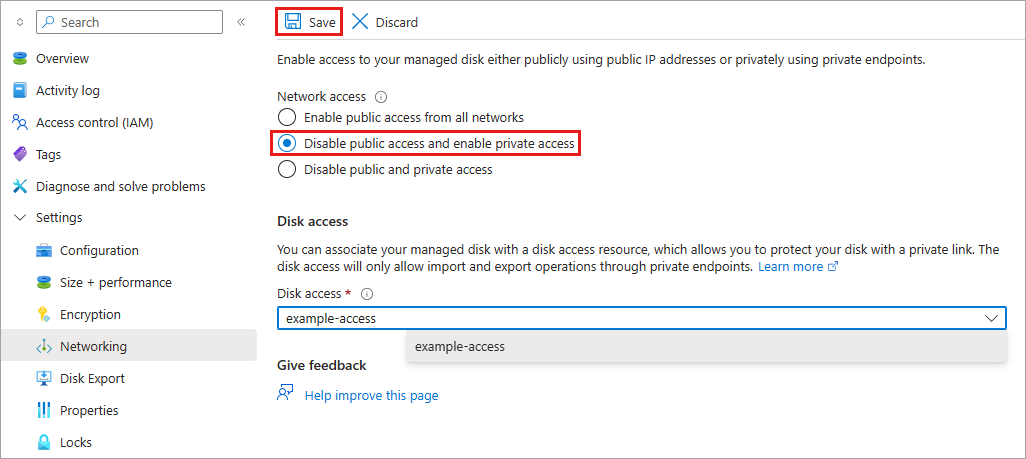 Search
Overview
Activity log
Access control (IAM)
Tags
Diagnose and solve problems
Settings
Configuration
Size + performance
Encryption
Networking
Disk Export
Properties
Locks
Save Discard
Enable access to your managed disk either publicly using public IP addresses or privately using private endpoints.
Network access
Enable public access from all networks
Disable public access and enable private access
Disable public and private access
Disk access
You can associate your managed disk with a disk access resource, which allows you to protect your disk with a private link. The
disk access will only allow import and export operations through private endpoints. Learn more
Disk access *
example-access
example-access
Give feedback
Help improve this page